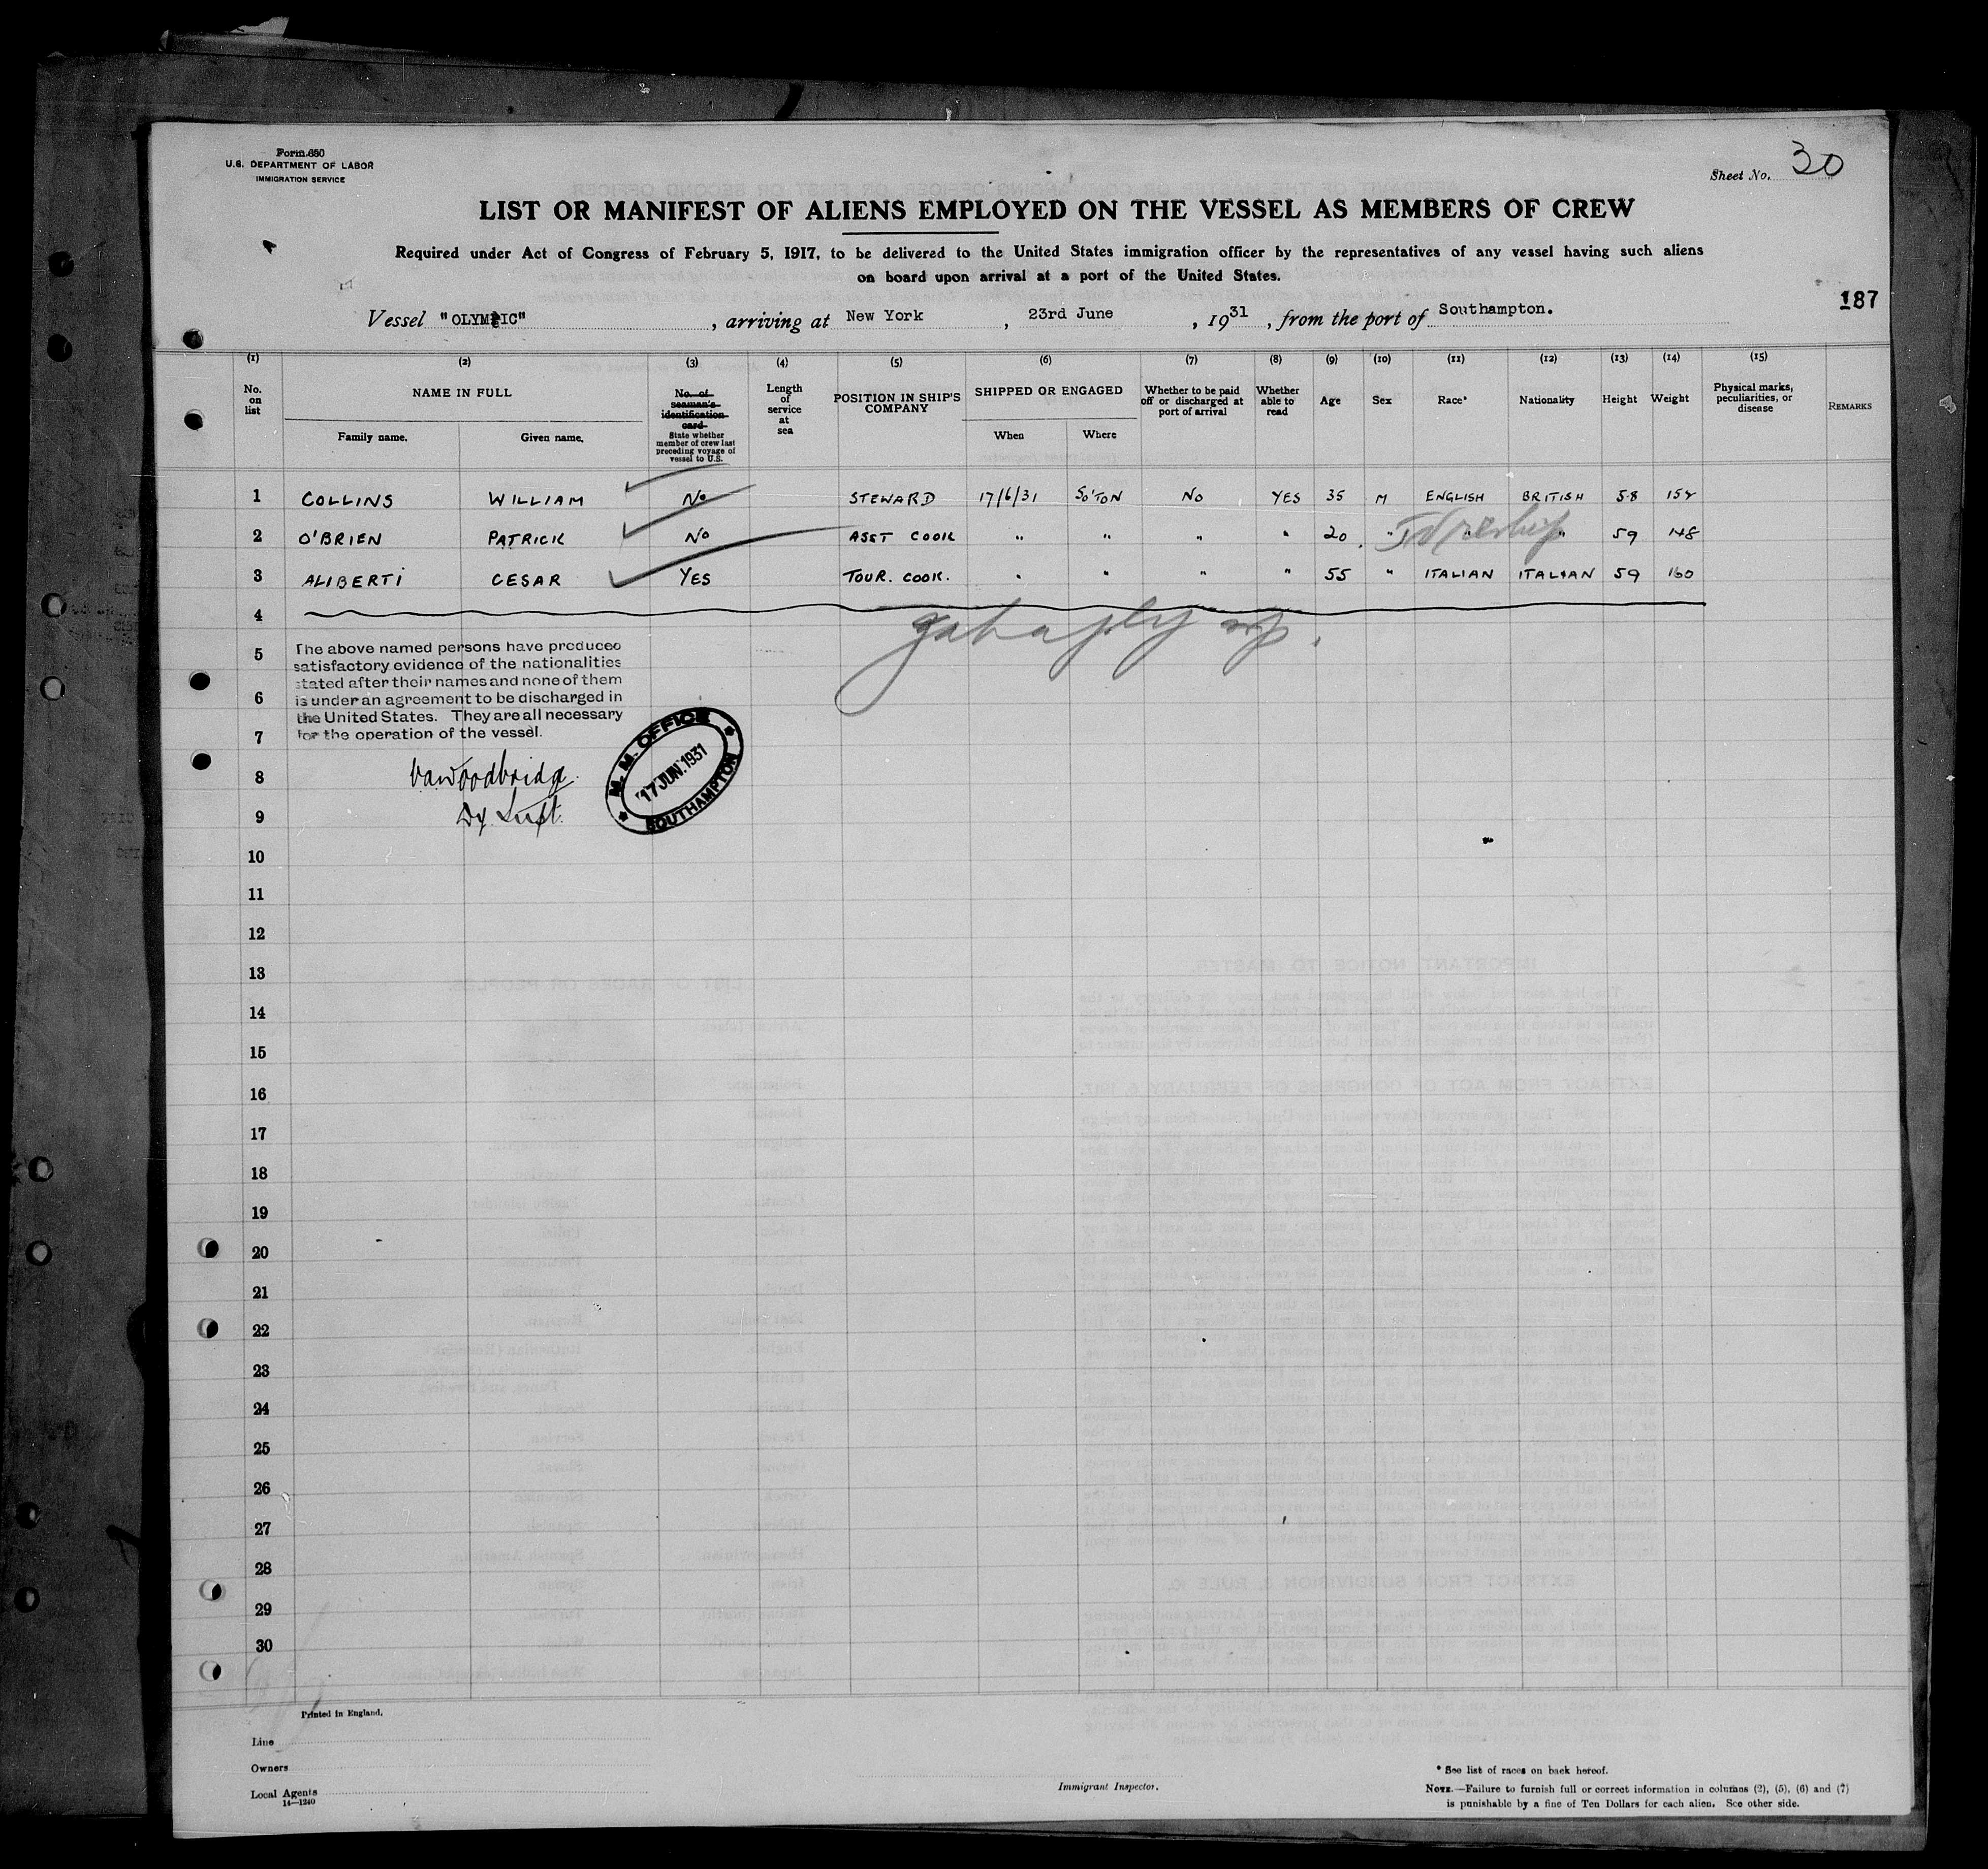 Form 680
U.S. DEPARTMENT OF LABOR
IMMIGRATION SERVICE
Sheet No. 30
LIST OR MANIFEST OF ALIENS EMPLOYED ON THE VESSEL AS MEMBERS OF CREW
Required under Act of Congress of February 5, 1917, to be delivered to the United States immigration officer by the representatives of any vessel having such aliens
on board upon arrival at a port of the United States.
187
Vessel "OLYMPIC", arriving at New York, 23rd June, 1931, from the port of Southampton.
(1) (2) (3) (4) (5) (6) (7) (8) (9) (10) (11) (12) (13) (14) (15)
No. on list
NAME IN FULL
Family name. Given name.
No. of seaman's identification card
State whether member of crew last preceding voyage of vessel to U.S.
Length of service at sea
POSITION IN SHIP'S COMPANY
SHIPPED OR ENGAGED
When Where
Whether to be paid off or discharged at port of arrival
Whether able to read
Age
Sex
Race*
Nationality
Height
Weight
Physical marks, peculiarities, or disease
REMARKS
1 COLLINS WILLIAM No STEWARD 17/6/31 SO'TON No YES 35 M ENGLISH BRITISH 5·8 158
2 O'BRIEN PATRICK No ASST COOK " " " " 20 " " " 59 148
3 ALIBERTI CESAR YES TOUR. COOK. " " " " 55 " ITALIAN ITALIAN 59 160
4
5
6
7
8
9
10
11
12
13
14
15
16
17
18
19
20
21
22
23
24
25
26
27
28
29
30
The above named persons have produced
satisfactory evidence of the nationalities
stated after their names and none of them
is under an agreement to be discharged in
the United States. They are all necessary
for the operation of the vessel.
Woodbridge
Dy. Supt.
M. M. OFFICE
17 JUN. 1931
SOUTHAMPTON
Printed in England.
Line
Owners
Local Agents
14—1240
Immigrant Inspector.
* See list of races on back hereof.
NOTE.—Failure to furnish full or correct information in columns (2), (5), (6) and (7)
is punishable by a fine of Ten Dollars for each alien. See other side.